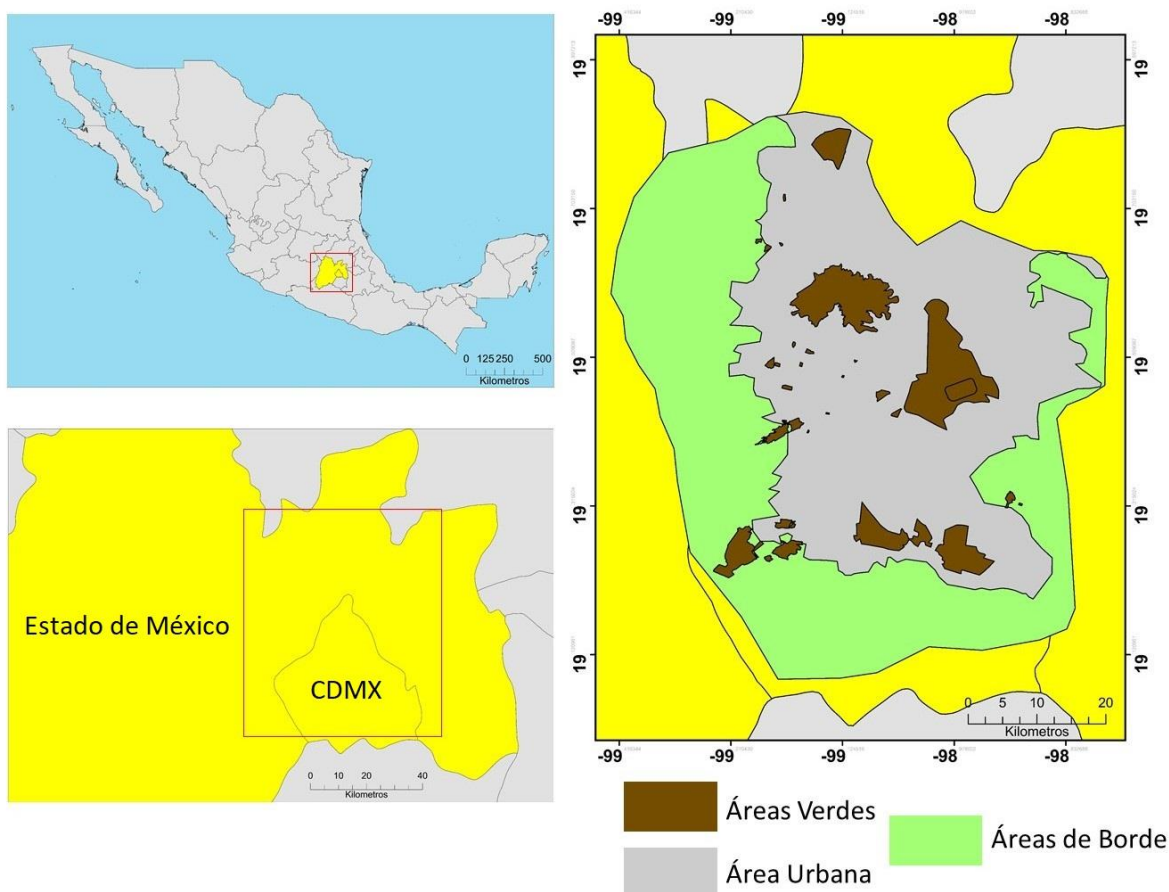 0 125 250 500
Kilometros
Estado de México
CDMX
0 10 20 40
Kilometros
-99 -99 -99 -98 -98
19 19
19 19
19 19
19 19
19 19
0 5 10 20
Kilometros
-99 -99 -99 -98 -98
Áreas Verdes
Áreas de Borde
Área Urbana